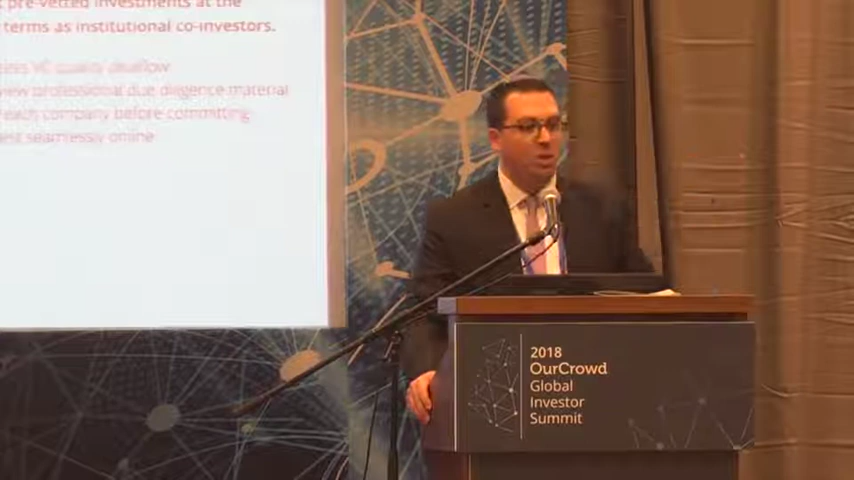 pre-vetted investments at the
terms as institutional co-investors.
VC quality dealflow
view professional due diligence material
each company before committing
seamlessly online
2018
OurCrowd
Global
Investor
Summit